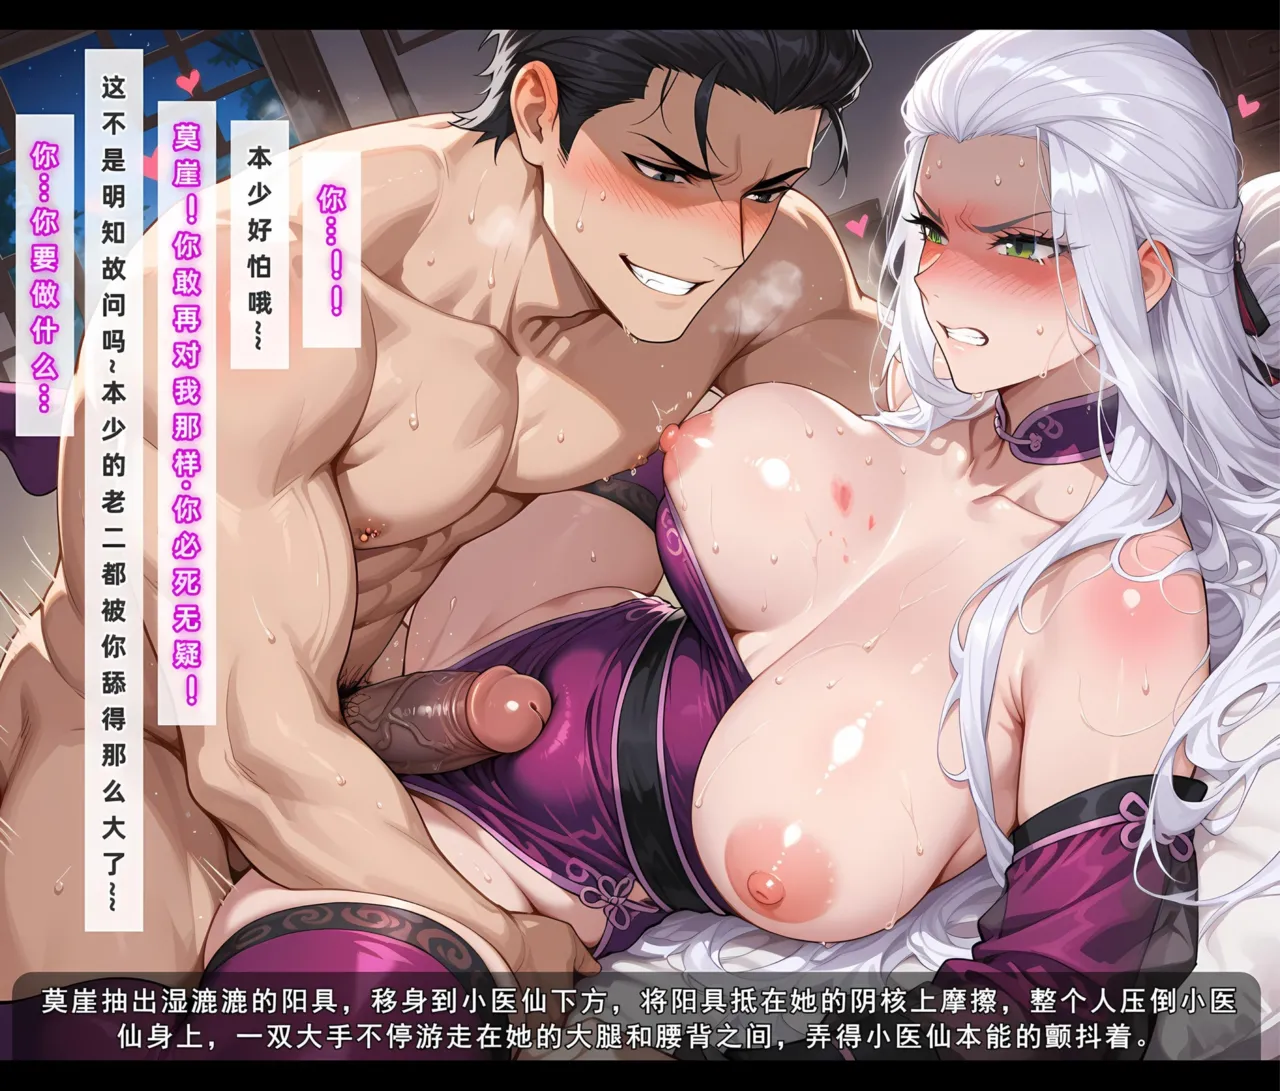 你…你要做什么…
这不是明知故问吗~本少的老二都被你舔得那么大了~~
莫崖！你敢再对我那样·你必死无疑！
本少好怕哦~~
你…！！
莫崖抽出湿漉漉的阳具，移身到小医仙下方，将阳具抵在她的阴核上摩擦，整个人压倒小医
仙身上，一双大手不停游走在她的大腿和腰背之间，弄得小医仙本能的颤抖着。